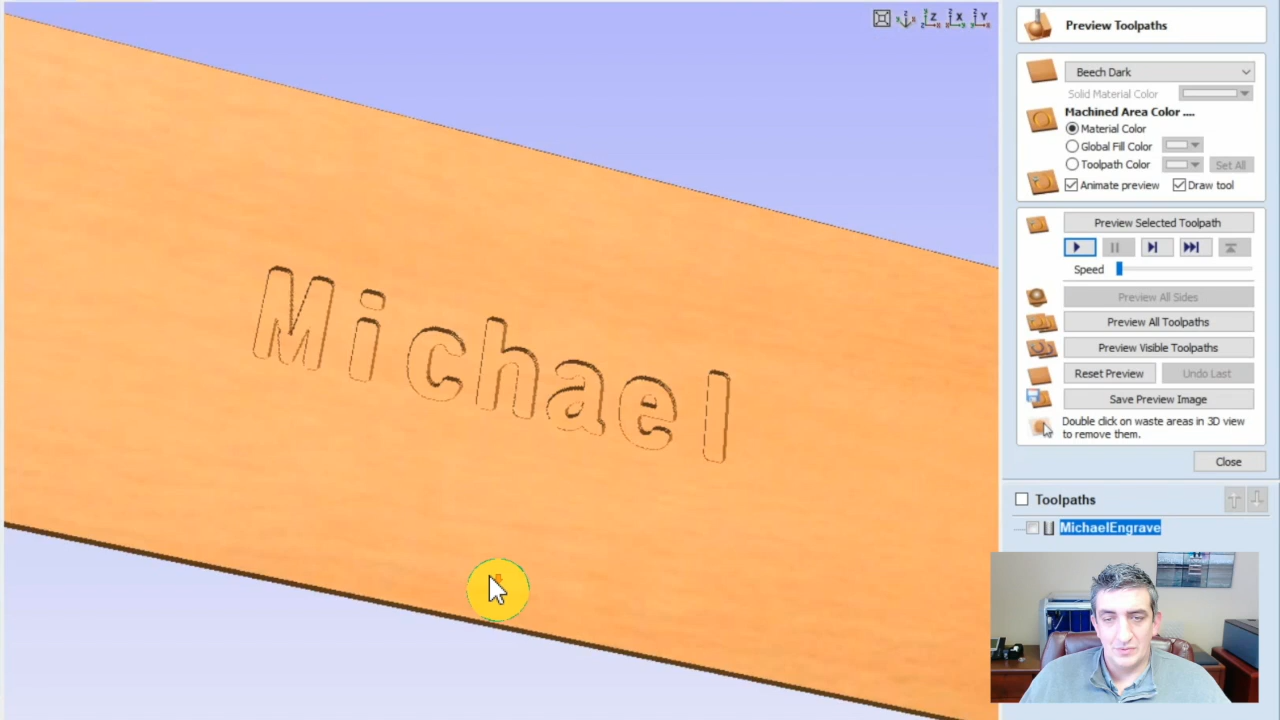 Z
X
Y
Preview Toolpaths
Beech Dark
Solid Material Color
Machined Area Color ....
Material Color
Global Fill Color
Toolpath Color
Set All
Animate preview
Draw tool
Michael
Preview Selected Toolpath
Speed
Preview All Sides
Preview All Toolpaths
Preview Visible Toolpaths
Reset Preview
Undo Last
Save Preview Image
Double click on waste areas in 3D view
to remove them.
Close
Toolpaths
MichaelEngrave